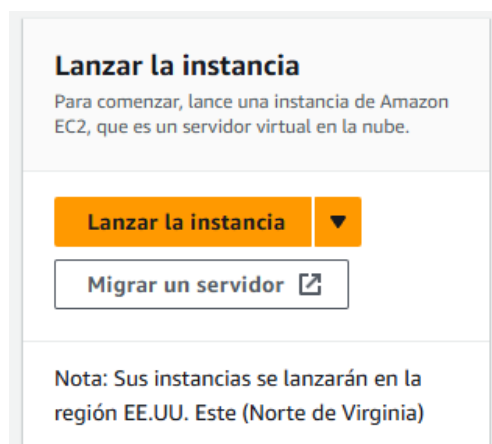 Lanzar la instancia
Para comenzar, lance una instancia de Amazon
EC2, que es un servidor virtual en la nube.
Lanzar la instancia
Migrar un servidor
Nota: Sus instancias se lanzarán en la
región EE.UU. Este (Norte de Virginia)